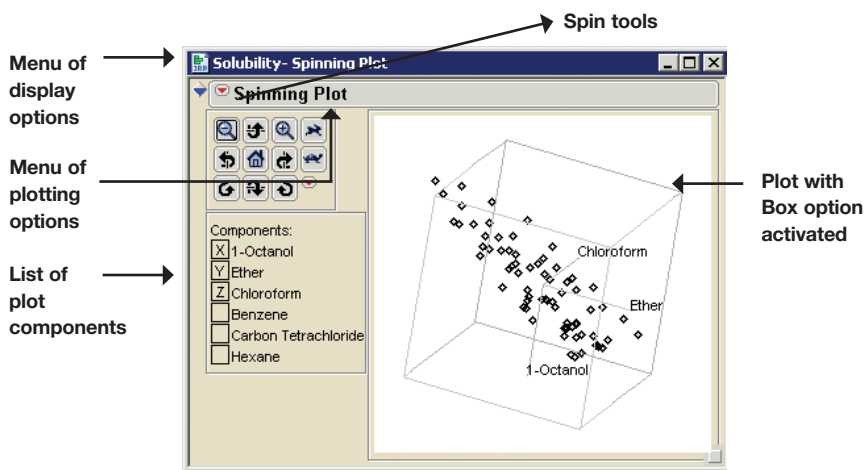 Spin tools
Menu of
display
options
Solubility- Spinning Plot
Spinning Plot
Menu of
plotting
options
Plot with
Box option
activated
List of
plot
components
Components:
X 1-Octanol
Y Ether
Z Chloroform
Benzene
Carbon Tetrachloride
Hexane
Chloroform
Ether
1-Octanol